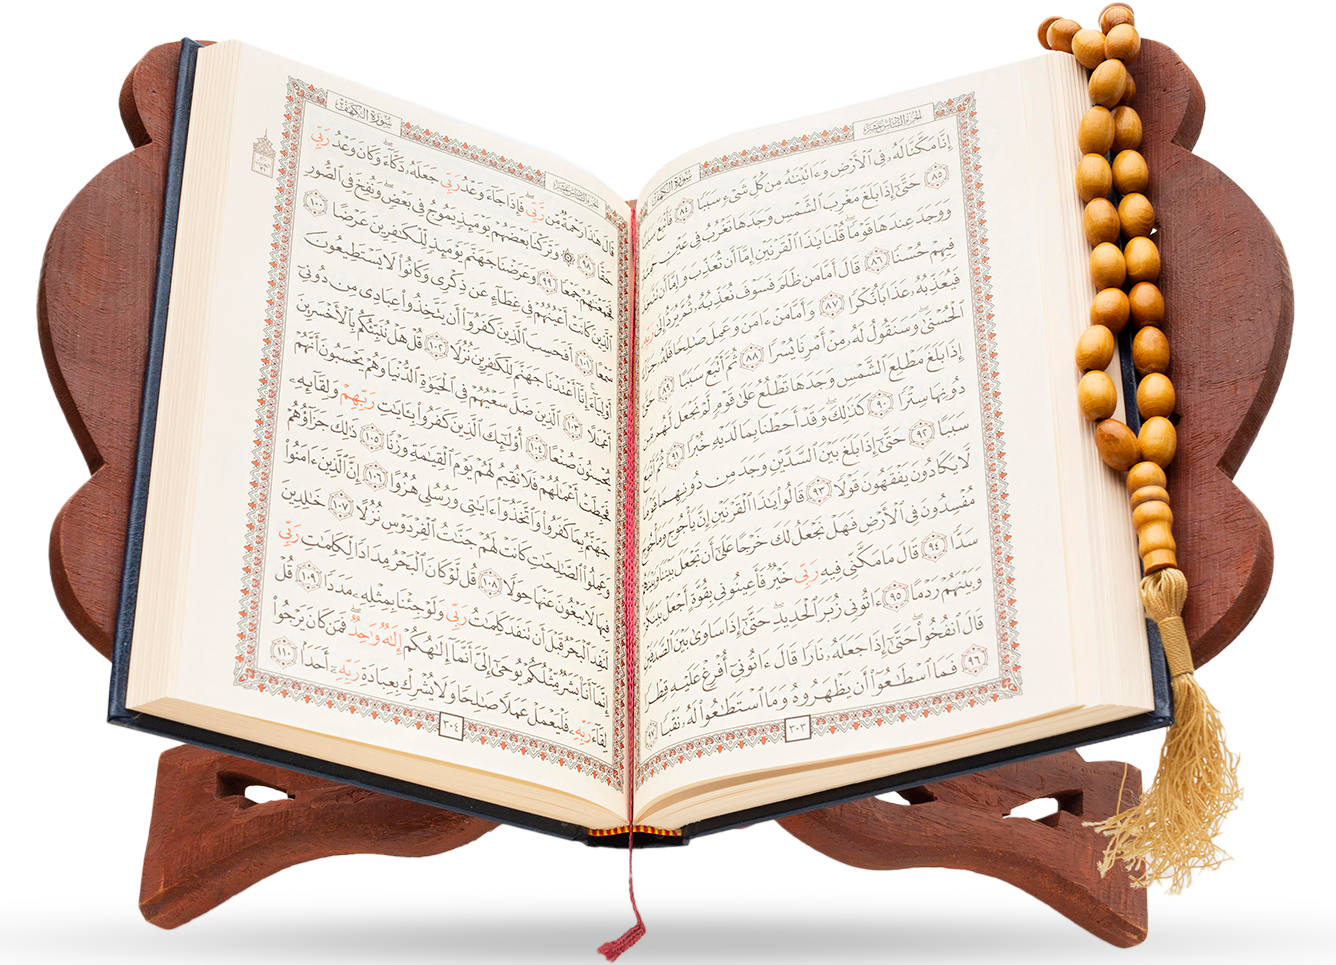 الجزء السادس عشر
سورة الكهف
إِنَّا مَكَّنَّا لَهُۥ فِى ٱلْأَرْضِ وَءَاتَيْنَٰهُ مِن كُلِّ شَىْءٍ سَبَبًا ٨٤ فَأَتْبَعَ سَبَبًا
٨٥ حَتَّىٰٓ إِذَا بَلَغَ مَغْرِبَ ٱلشَّمْسِ وَجَدَهَا تَغْرُبُ فِى عَيْنٍ حَمِئَةٍ
وَوَجَدَ عِندَهَا قَوْمًا ۗ قُلْنَا يَٰذَا ٱلْقَرْنَيْنِ إِمَّآ أَن تُعَذِّبَ وَإِمَّآ أَن تَتَّخِذَ
فِيهِمْ حُسْنًا ٨٦ قَالَ أَمَّا مَن ظَلَمَ فَسَوْفَ نُعَذِّبُهُۥ ثُمَّ يُرَدُّ إِلَىٰ رَبِّهِۦ
فَيُعَذِّبُهُۥ عَذَابًا نُّكْرًا ٨٧ وَأَمَّا مَنْ ءَامَنَ وَعَمِلَ صَٰلِحًا فَلَهُۥ جَزَآءً
ٱلْحُسْنَىٰ ۖ وَسَنَقُولُ لَهُۥ مِنْ أَمْرِنَا يُسْرًا ٨٨ ثُمَّ أَتْبَعَ سَبَبًا ٨٩ حَتَّىٰٓ
إِذَا بَلَغَ مَطْلِعَ ٱلشَّمْسِ وَجَدَهَا تَطْلُعُ عَلَىٰ قَوْمٍ لَّمْ نَجْعَل لَّهُم مِّن
دُونِهَا سِتْرًا ٩٠ كَذَٰلِكَ وَقَدْ أَحَطْنَا بِمَا لَدَيْهِ خُبْرًا ٩١ ثُمَّ أَتْبَعَ
سَبَبًا ٩٢ حَتَّىٰٓ إِذَا بَلَغَ بَيْنَ ٱلسَّدَّيْنِ وَجَدَ مِن دُونِهِمَا قَوْمًا
لَّا يَكَادُونَ يَفْقَهُونَ قَوْلًا ٩٣ قَالُوا۟ يَٰذَا ٱلْقَرْنَيْنِ إِنَّ يَأْجُوجَ وَمَأْجُوجَ
مُفْسِدُونَ فِى ٱلْأَرْضِ فَهَلْ نَجْعَلُ لَكَ خَرْجًا عَلَىٰٓ أَن تَجْعَلَ بَيْنَنَا وَبَيْنَهُمْ
سَدًّا ٩٤ قَالَ مَا مَكَّنِّى فِيهِ رَبِّى خَيْرٌ فَأَعِينُونِى بِقُوَّةٍ أَجْعَلْ بَيْنَكُمْ
وَبَيْنَهُمْ رَدْمًا ٩٥ ءَاتُونِى زُبَرَ ٱلْحَدِيدِ ۖ حَتَّىٰٓ إِذَا سَاوَىٰ بَيْنَ ٱلصَّدَفَيْنِ
قَالَ ٱنفُخُوا۟ ۖ حَتَّىٰٓ إِذَا جَعَلَهُۥ نَارًا قَالَ ءَاتُونِىٓ أُفْرِغْ عَلَيْهِ قِطْرًا
٩٦ فَمَا ٱسْطَٰعُوٓا۟ أَن يَظْهَرُوهُ وَمَا ٱسْتَطَٰعُوا۟ لَهُۥ نَقْبًا ٩٧
٣٠٣
الجزء السادس عشر
سورة الكهف
قَالَ هَٰذَا رَحْمَةٌ مِّن رَّبِّى ۖ فَإِذَا جَآءَ وَعْدُ رَبِّى جَعَلَهُۥ دَكَّآءَ ۖ وَكَانَ وَعْدُ رَبِّى
حَقًّا ٩٨ ۞ وَتَرَكْنَا بَعْضَهُمْ يَوْمَئِذٍ يَمُوجُ فِى بَعْضٍ ۖ وَنُفِخَ فِى ٱلصُّورِ
فَجَمَعْنَٰهُمْ جَمْعًا ٩٩ وَعَرَضْنَا جَهَنَّمَ يَوْمَئِذٍ لِّلْكَٰفِرِينَ عَرْضًا ١٠٠
ٱلَّذِينَ كَانَتْ أَعْيُنُهُمْ فِى غِطَآءٍ عَن ذِكْرِى وَكَانُوا۟ لَا يَسْتَطِيعُونَ
سَمْعًا ١٠١ أَفَحَسِبَ ٱلَّذِينَ كَفَرُوٓا۟ أَن يَتَّخِذُوا۟ عِبَادِى مِن دُونِىٓ
أَوْلِيَآءَ ۚ إِنَّآ أَعْتَدْنَا جَهَنَّمَ لِلْكَٰفِرِينَ نُزُلًا ١٠٢ قُلْ هَلْ نُنَبِّئُكُم بِٱلْأَخْسَرِينَ
أَعْمَٰلًا ١٠٣ ٱلَّذِينَ ضَلَّ سَعْيُهُمْ فِى ٱلْحَيَوٰةِ ٱلدُّنْيَا وَهُمْ يَحْسَبُونَ أَنَّهُمْ
يُحْسِنُونَ صُنْعًا ١٠٤ أُو۟لَٰٓئِكَ ٱلَّذِينَ كَفَرُوا۟ بِـَٔايَٰتِ رَبِّهِمْ وَلِقَآئِهِۦ
فَحَبِطَتْ أَعْمَٰلُهُمْ فَلَا نُقِيمُ لَهُمْ يَوْمَ ٱلْقِيَٰمَةِ وَزْنًا ١٠٥ ذَٰلِكَ جَزَآؤُهُمْ
جَهَنَّمُ بِمَا كَفَرُوا۟ وَٱتَّخَذُوٓا۟ ءَايَٰتِى وَرُسُلِى هُزُوًا ١٠٦ إِنَّ ٱلَّذِينَ ءَامَنُوا۟
وَعَمِلُوا۟ ٱلصَّٰلِحَٰتِ كَانَتْ لَهُمْ جَنَّٰتُ ٱلْفِرْدَوْسِ نُزُلًا ١٠٧ خَٰلِدِينَ
فِيهَا لَا يَبْغُونَ عَنْهَا حِوَلًا ١٠٨ قُل لَّوْ كَانَ ٱلْبَحْرُ مِدَادًا لِّكَلِمَٰتِ رَبِّى
لَنَفِدَ ٱلْبَحْرُ قَبْلَ أَن تَنفَدَ كَلِمَٰتُ رَبِّى وَلَوْ جِئْنَا بِمِثْلِهِۦ مَدَدًا ١٠٩ قُلْ
إِنَّمَآ أَنَا۠ بَشَرٌ مِّثْلُكُمْ يُوحَىٰٓ إِلَىَّ أَنَّمَآ إِلَٰهُكُمْ إِلَٰهٌ وَٰحِدٌ ۖ فَمَن كَانَ يَرْجُوا۟
لِقَآءَ رَبِّهِۦ فَلْيَعْمَلْ عَمَلًا صَٰلِحًا وَلَا يُشْرِكْ بِعِبَادَةِ رَبِّهِۦٓ أَحَدًۢا ١١٠
٣٠٤